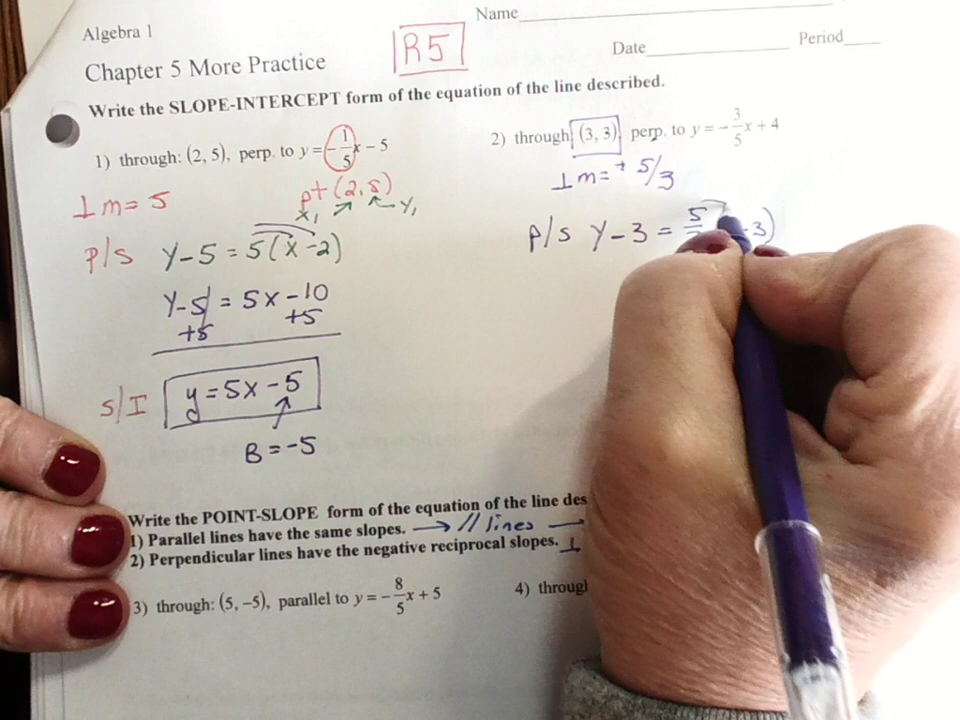 Algebra 1
Name
R5
Date Period
Chapter 5 More Practice
Write the SLOPE-INTERCEPT form of the equation of the line described.
1) through: (2, 5), perp. to y = -1/5 x - 5
⊥ m = 5
pt (2,5)
x₁ y₁
p/s y-5 = 5(x-2)
y-5 = 5x-10
+5 +5
s/I y = 5x-5
B = -5
2) through: (3, 3), perp. to y = -3/5 x + 4
⊥ m = + 5/3
p/s y-3 = 5 -3)
Write the POINT-SLOPE form of the equation of the line des
1) Parallel lines have the same slopes. → // lines →
2) Perpendicular lines have the negative reciprocal slopes. ⊥
3) through: (5, -5), parallel to y = -8/5 x + 5
4)